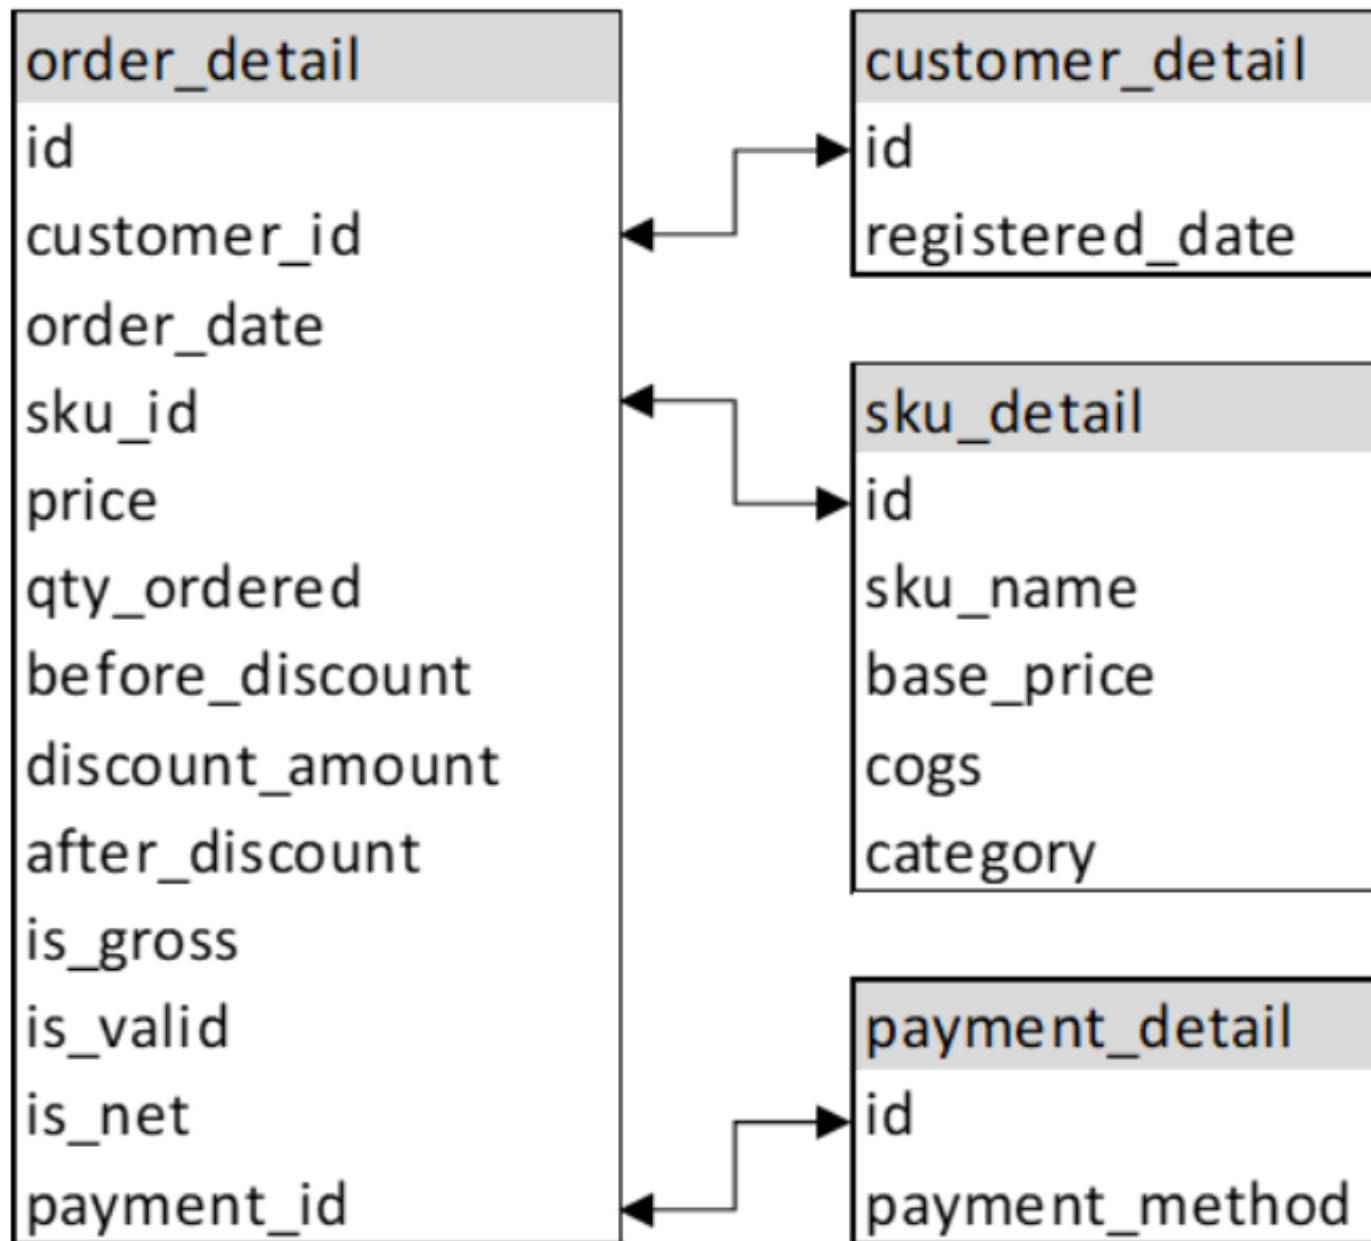 order_detail
id
customer_id
order_date
sku_id
price
qty_ordered
before_discount
discount_amount
after_discount
is_gross
is_valid
is_net
payment_id
customer_detail
id
registered_date
sku_detail
id
sku_name
base_price
cogs
category
payment_detail
id
payment_method